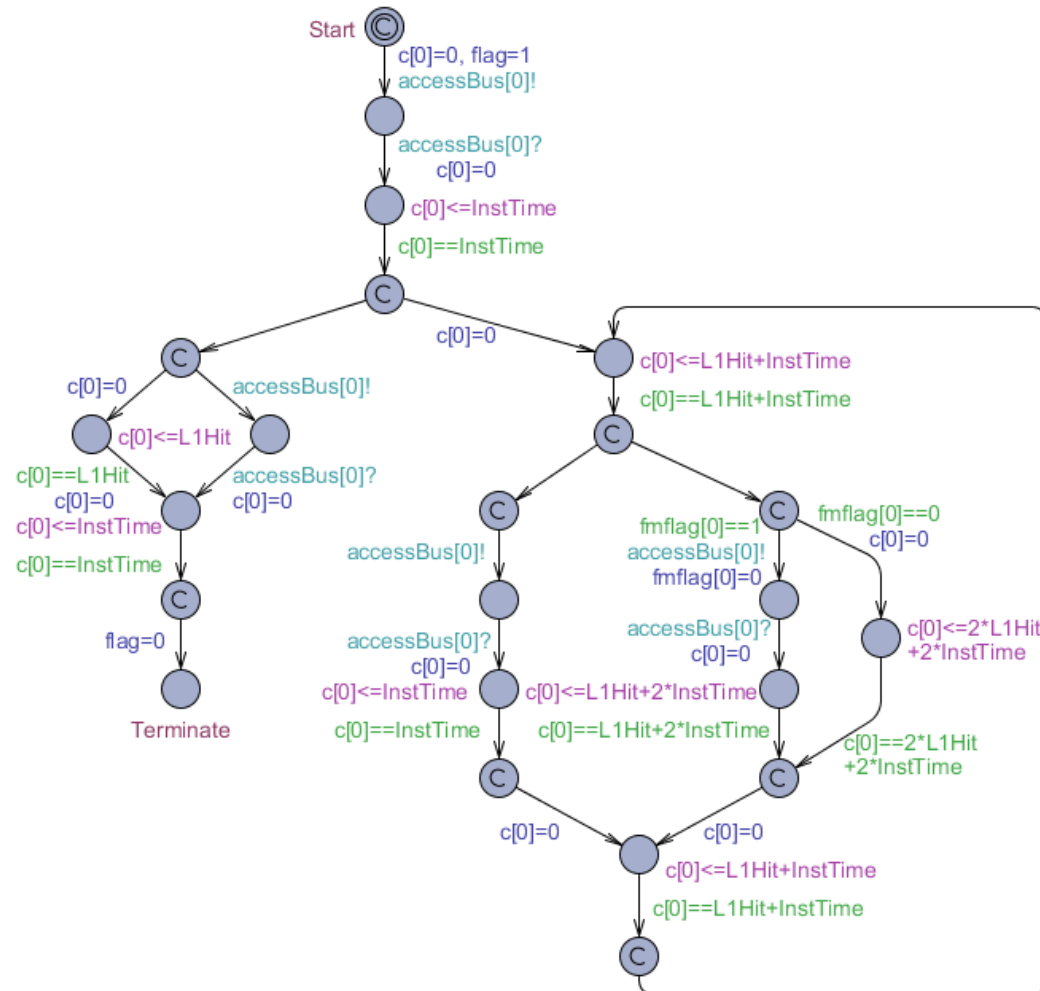 Start
C
c[0]=0, flag=1
accessBus[0]!
accessBus[0]?
c[0]=0
c[0]<=InstTime
c[0]==InstTime
C
c[0]=0
C
c[0]<=L1Hit+InstTime
c[0]=0
accessBus[0]!
c[0]==L1Hit+InstTime
c[0]<=L1Hit
C
c[0]==L1Hit
accessBus[0]?
c[0]=0
c[0]=0
c[0]<=InstTime
C
fmflag[0]==1
C
fmflag[0]==0
c[0]=0
accessBus[0]!
accessBus[0]!
c[0]==InstTime
fmflag[0]=0
C
flag=0
accessBus[0]?
accessBus[0]?
c[0]<=2*L1Hit
+2*InstTime
c[0]=0
c[0]=0
c[0]<=InstTime
c[0]<=L1Hit+2*InstTime
Terminate
c[0]==InstTime
c[0]==L1Hit+2*InstTime
c[0]==2*L1Hit
+2*InstTime
C
C
c[0]=0
c[0]=0
c[0]<=L1Hit+InstTime
c[0]==L1Hit+InstTime
C